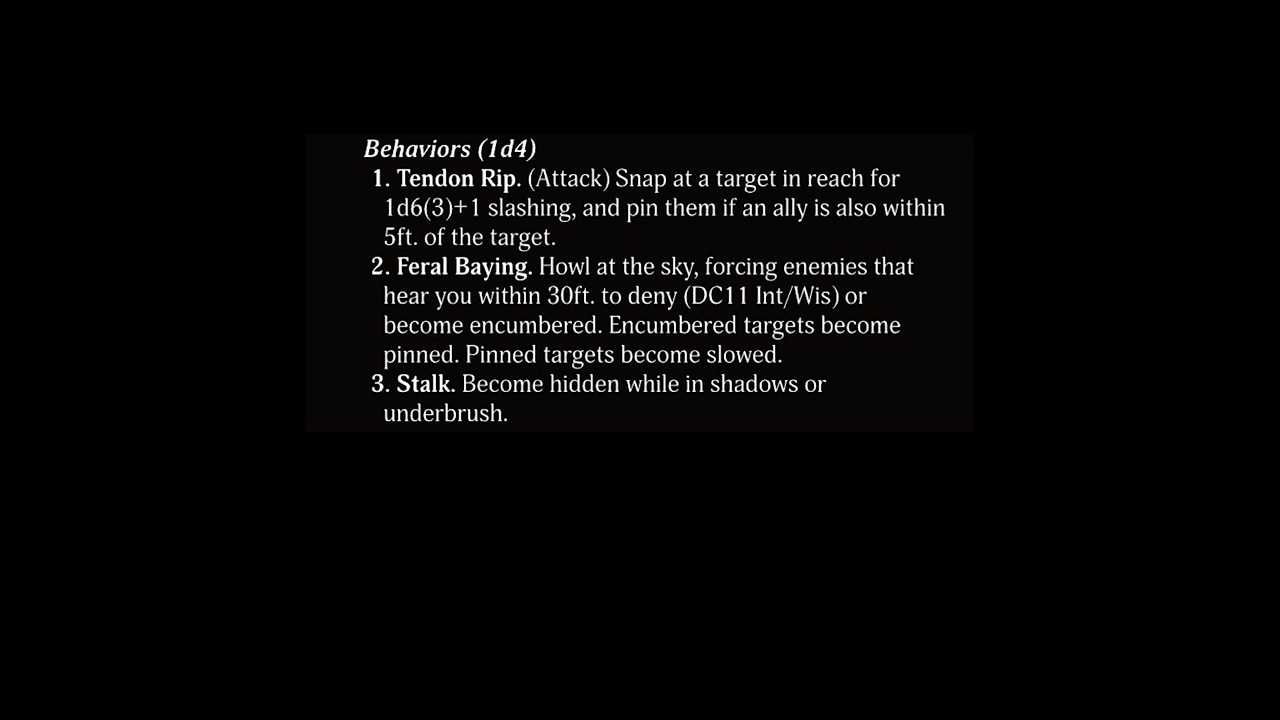 Behaviors (1d4)
1. Tendon Rip. (Attack) Snap at a target in reach for
1d6(3)+1 slashing, and pin them if an ally is also within
5ft. of the target.
2. Feral Baying. Howl at the sky, forcing enemies that
hear you within 30ft. to deny (DC11 Int/Wis) or
become encumbered. Encumbered targets become
pinned. Pinned targets become slowed.
3. Stalk. Become hidden while in shadows or
underbrush.